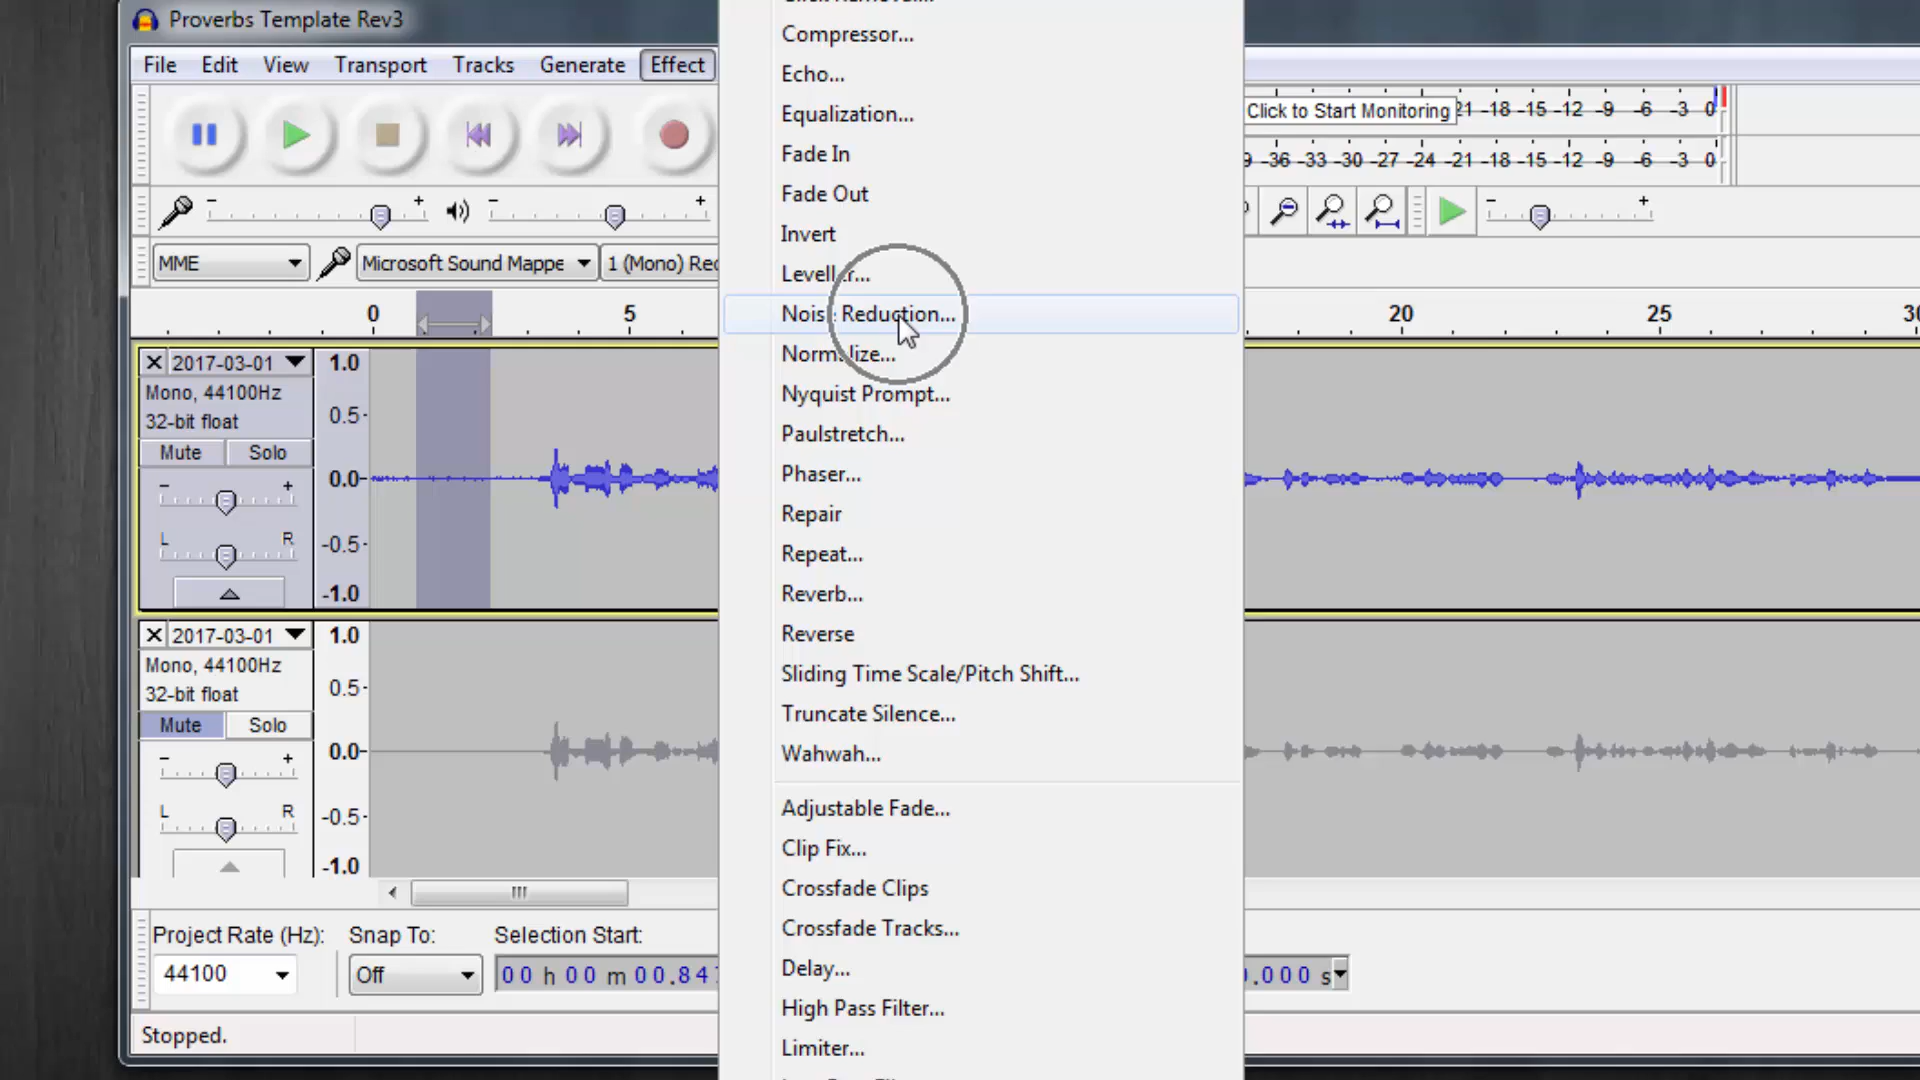 Proverbs Template Rev3
File Edit View Transport Tracks Generate Effect
Compressor...
Echo...
Equalization...
Fade In
Fade Out
Invert
Leveller...
Noise Reduction...
Normalize...
Nyquist Prompt...
Paulstretch...
Phaser...
Repair
Repeat...
Reverb...
Reverse
Sliding Time Scale/Pitch Shift...
Truncate Silence...
Wahwah...
Adjustable Fade...
Clip Fix...
Crossfade Clips
Crossfade Tracks...
Delay...
High Pass Filter...
Limiter...
Click to Start Monitoring 21 -18 -15 -12 -9 -6 -3 0
9 -36 -33 -30 -27 -24 -21 -18 -15 -12 -9 -6 -3 0
- + - +
- +
MME Microsoft Sound Mappe 1 (Mono) Rec
0 5 20 25 30
2017-03-01
Mono, 44100Hz
32-bit float
Mute Solo
- +
L R
1.0
0.5
0.0
-0.5
-1.0
2017-03-01
Mono, 44100Hz
32-bit float
Mute Solo
- +
L R
1.0
0.5
0.0
-0.5
-1.0
Project Rate (Hz): Snap To: Selection Start:
44100 Off 00 h 00 m 00.847 .000 s
Stopped.